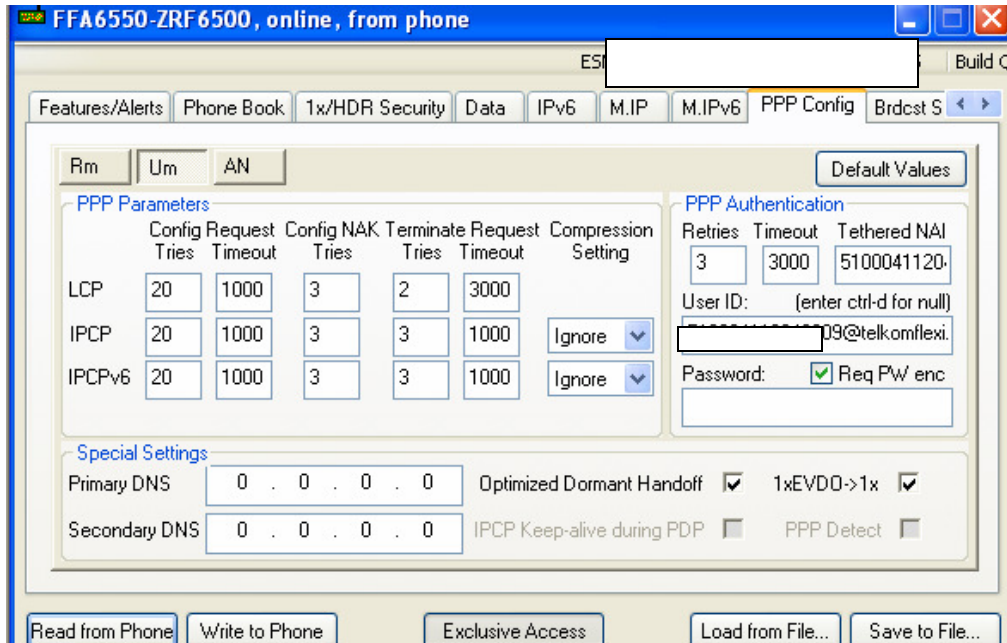 FFA6550-ZRF6500, online, from phone
Build
Features/Alerts Phone Book 1x/HDR Security Data IPv6 M.IP M.IPv6 PPP Config Brdcst S
Rm Um AN Default Values
PPP Parameters PPP Authentication
Config Request Config NAK Terminate Request Compression
Tries Timeout Tries Tries Timeout Setting
Retries Timeout Tethered NAI
3 3000 5100041120
LCP 20 1000 3 2 3000
User ID: (enter ctrl-d for null)
IPCP 20 1000 3 3 1000 Ignore
09@telkomflexi.
IPCPv6 20 1000 3 3 1000 Ignore
Password: Req PW enc
Special Settings
Primary DNS 0 . 0 . 0 . 0 Optimized Dormant Handoff 1xEVDO->1x
Secondary DNS 0 . 0 . 0 . 0 IPCP Keep-alive during PDP PPP Detect
Read from Phone Write to Phone Exclusive Access Load from File... Save to File...